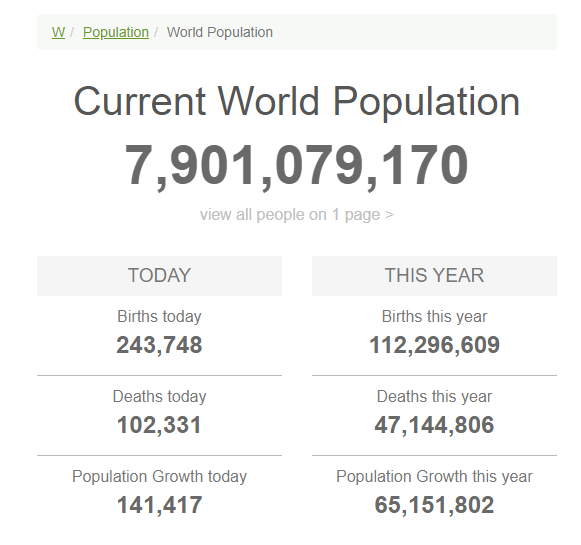 W / Population / World Population
Current World Population
7,901,079,170
view all people on 1 page >
TODAY
Births today
243,748
Deaths today
102,331
Population Growth today
141,417
THIS YEAR
Births this year
112,296,609
Deaths this year
47,144,806
Population Growth this year
65,151,802